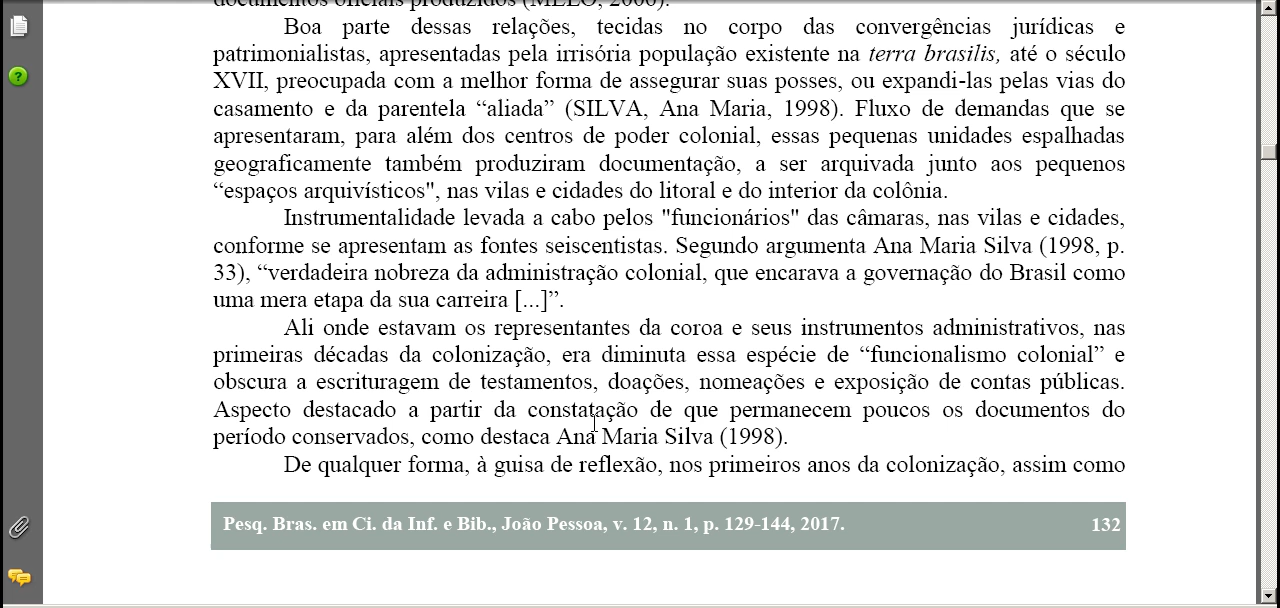 documentos oficiais produzidos (MELO, 2006).
Boa parte dessas relações, tecidas no corpo das convergências jurídicas e
patrimonialistas, apresentadas pela irrisória população existente na terra brasilis, até o século
XVII, preocupada com a melhor forma de assegurar suas posses, ou expandi-las pelas vias do
casamento e da parentela “aliada” (SILVA, Ana Maria, 1998). Fluxo de demandas que se
apresentaram, para além dos centros de poder colonial, essas pequenas unidades espalhadas
geograficamente também produziram documentação, a ser arquivada junto aos pequenos
“espaços arquivísticos", nas vilas e cidades do litoral e do interior da colônia.
Instrumentalidade levada a cabo pelos "funcionários" das câmaras, nas vilas e cidades,
conforme se apresentam as fontes seiscentistas. Segundo argumenta Ana Maria Silva (1998, p.
33), “verdadeira nobreza da administração colonial, que encarava a governação do Brasil como
uma mera etapa da sua carreira [...]”.
Ali onde estavam os representantes da coroa e seus instrumentos administrativos, nas
primeiras décadas da colonização, era diminuta essa espécie de “funcionalismo colonial” e
obscura a escrituragem de testamentos, doações, nomeações e exposição de contas públicas.
Aspecto destacado a partir da constatação de que permanecem poucos os documentos do
período conservados, como destaca Ana Maria Silva (1998).
De qualquer forma, à guisa de reflexão, nos primeiros anos da colonização, assim como
Pesq. Bras. em Ci. da Inf. e Bib., João Pessoa, v. 12, n. 1, p. 129-144, 2017. 132